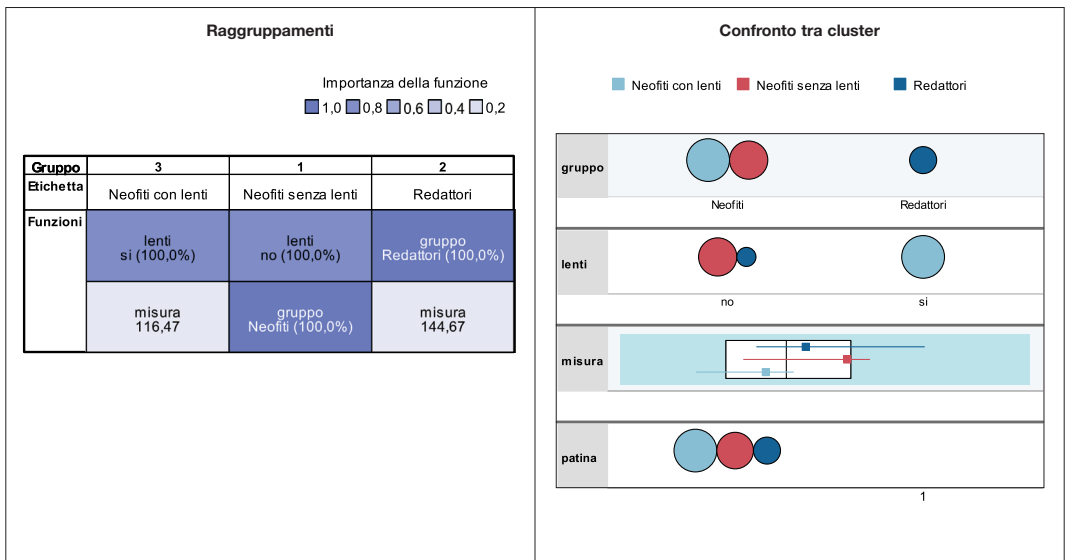 Raggruppamenti
Importanza della funzione
1,0 0,8 0,6 0,4 0,2
Gruppo 3 1 2
Etichetta Neofiti con lenti Neofiti senza lenti Redattori
Funzioni
lenti lenti gruppo
si (100,0%) no (100,0%) Redattori (100,0%)
misura gruppo misura
116,47 Neofiti (100,0%) 144,67
Confronto tra cluster
Neofiti con lenti Neofiti senza lenti Redattori
gruppo
Neofiti Redattori
lenti
no si
misura
patina
1